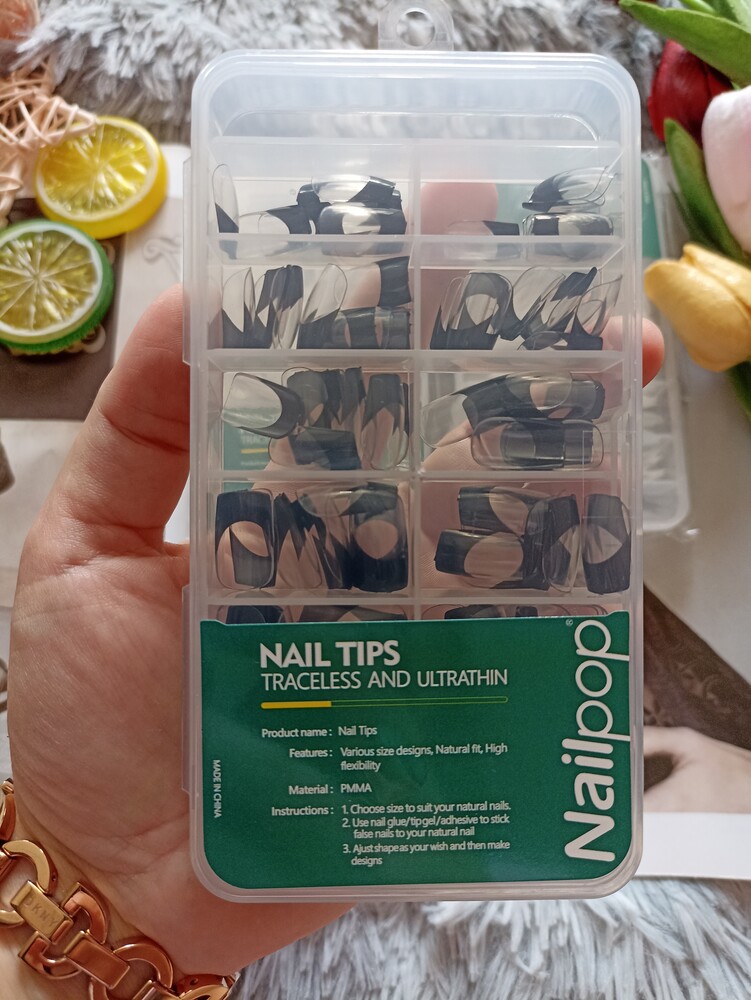 NAIL TIPS
TRACELESS AND ULTRATHIN
Product name : Nail Tips
Features : Various size designs, Natural fit, High
flexibility
Material : PMMA
Instructions : 1. Choose size to suit your natural nails.
2. Use nail glue/tip gel/adhesive to stick
false nails to your natural nail
3. Ajust shape as your wish and then make
designs
MADE IN CHINA
Nailpop®
DKNY